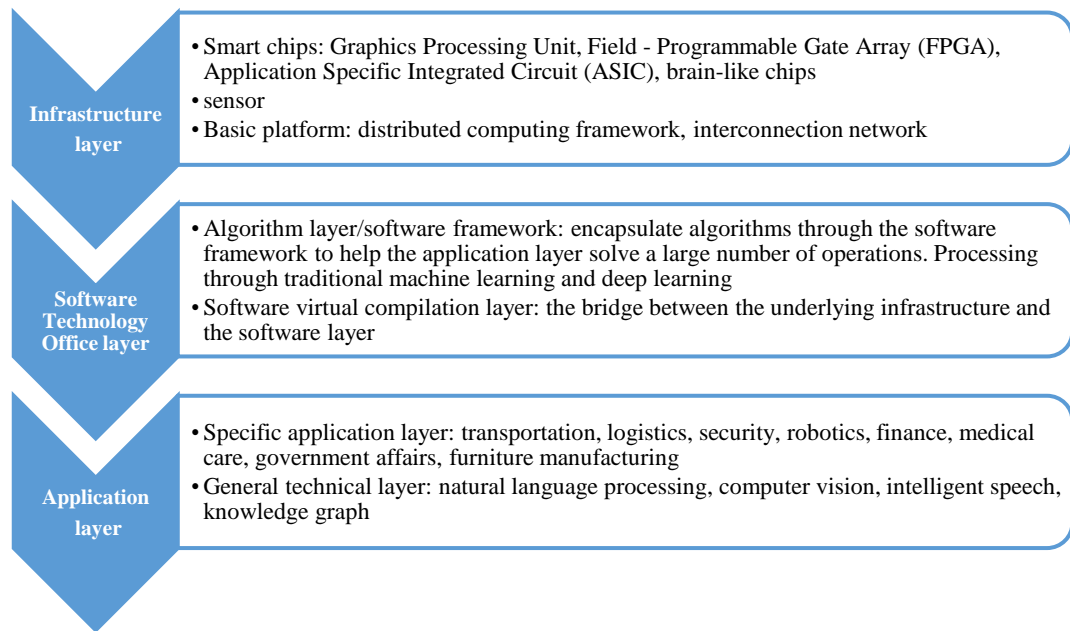 Infrastructure
layer
• Smart chips: Graphics Processing Unit, Field - Programmable Gate Array (FPGA),
Application Specific Integrated Circuit (ASIC), brain-like chips
• sensor
• Basic platform: distributed computing framework, interconnection network
Software
Technology
Office layer
• Algorithm layer/software framework: encapsulate algorithms through the software
framework to help the application layer solve a large number of operations. Processing
through traditional machine learning and deep learning
• Software virtual compilation layer: the bridge between the underlying infrastructure and
the software layer
Application
layer
• Specific application layer: transportation, logistics, security, robotics, finance, medical
care, government affairs, furniture manufacturing
• General technical layer: natural language processing, computer vision, intelligent speech,
knowledge graph